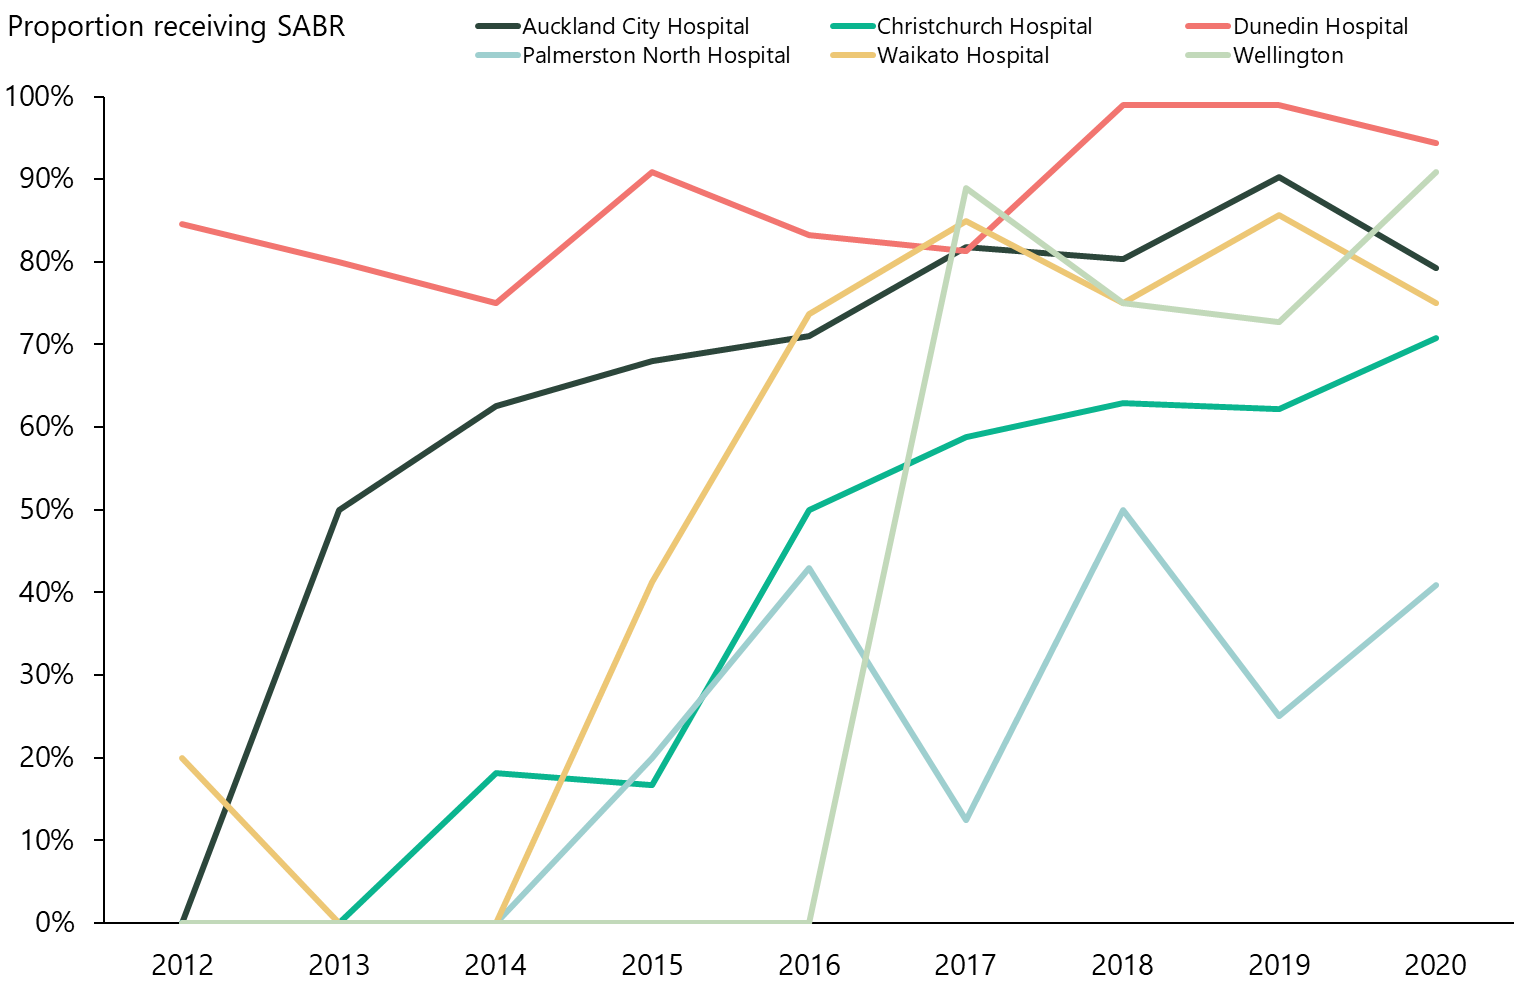 Proportion receiving SABR
Auckland City Hospital
Christchurch Hospital
Dunedin Hospital
Palmerston North Hospital
Waikato Hospital
Wellington
100%
90%
80%
70%
60%
50%
40%
30%
20%
10%
0%
2012 2013 2014 2015 2016 2017 2018 2019 2020